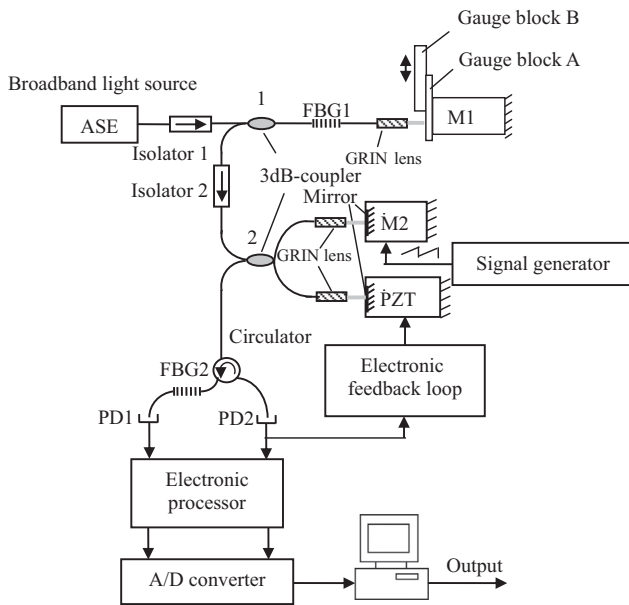 Gauge block B
Gauge block A
Broadband light source
1
FBG1
M1
ASE
GRIN lens
Isolator 1
3dB-coupler
Isolator 2
Mirror
M2
2
GRIN lens
Signal generator
PZT
Circulator
FBG2
Electronic
feedback loop
PD1
PD2
Electronic
processor
Output
A/D converter